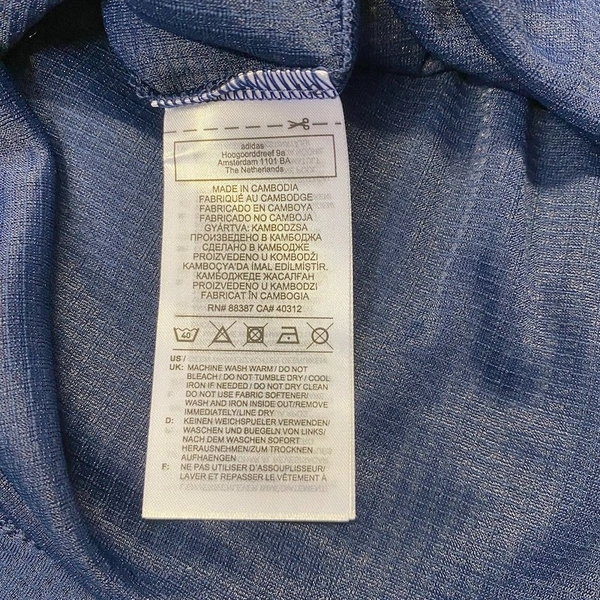 adidas
Hoogoorddreef 9a
Amsterdam 1101 BA
The Netherlands
MADE IN CAMBODIA
FABRIQUÉ AU CAMBODGE
FABRICADO EN CAMBOYA
FABRICADO NO CAMBOJA
GYÁRTVA: KAMBODZSA
ПРОИЗВЕДЕНО В КАМБОДЖА
СДЕЛАНО В КАМБОДЖЕ
PROIZVEDENO U KOMBODŽI
KAMBOÇYA'DA İMAL EDİLMİŞTİR.
КАМБОДЖЕДЕ ЖАСАЛҒАН
PROIZVEDENO U KAMBODZI
FABRICAT ÎN CAMBOGIA
RN# 88387 CA# 40312
40
US /
UK: MACHINE WASH WARM / DO NOT
BLEACH / DO NOT TUMBLE DRY / COOL
IRON IF NEEDED / DO NOT DRY CLEAN
DO NOT USE FABRIC SOFTENER/
WASH AND IRON INSIDE OUT/REMOVE
IMMEDIATELY/LINE DRY
D: KEINEN WEICHSPUELER VERWENDEN/
WASCHEN UND BUEGELN VON LINKS/
NACH DEM WASCHEN SOFORT
HERAUSNEHMEN/ZUM TROCKNEN
AUFHAENGEN
F: NE PAS UTILISER D'ASSOUPLISSEUR/
LAVER ET REPASSER LE VÊTEMENT À